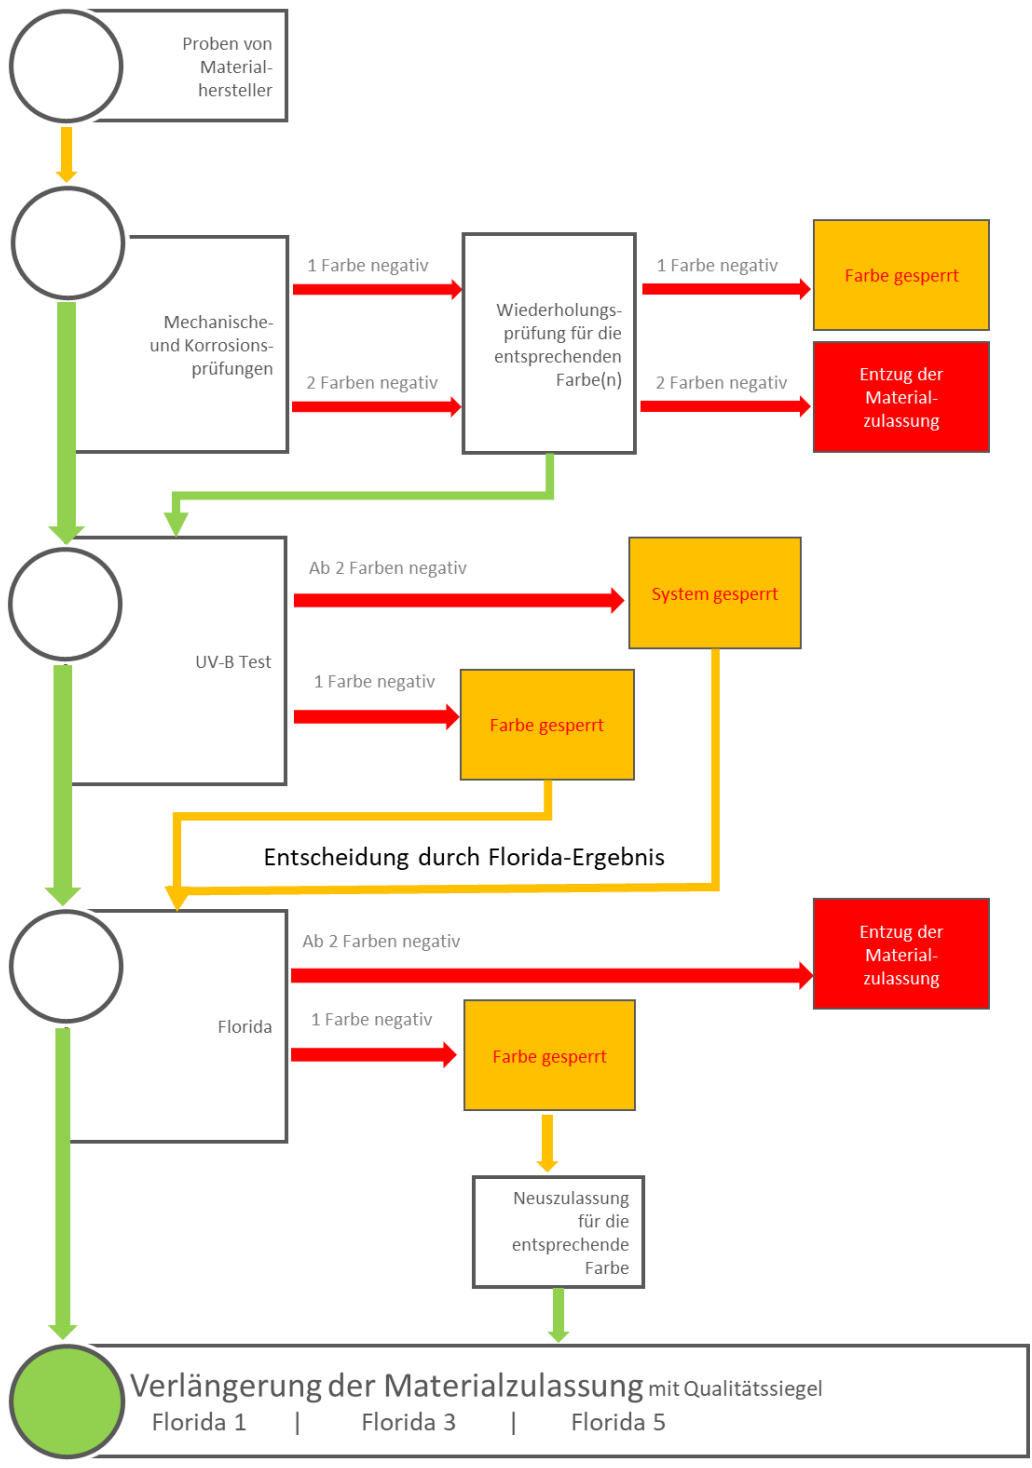 Proben von
Material-
hersteller
Mechanische-
und Korrosions-
prüfungen
1 Farbe negativ
2 Farben negativ
Wiederholungs-
prüfung für die
entsprechenden
Farbe(n)
1 Farbe negativ
2 Farben negativ
Farbe gesperrt
Entzug der
Material-
zulassung
UV-B Test
Ab 2 Farben negativ
System gesperrt
1 Farbe negativ
Farbe gesperrt
Entscheidung durch Florida-Ergebnis
Florida
Ab 2 Farben negativ
Entzug der
Material-
zulassung
1 Farbe negativ
Farbe gesperrt
Neuszulassung
für die
entsprechende
Farbe
Verlängerung der Materialzulassung mit Qualitätssiegel
Florida 1 | Florida 3 | Florida 5